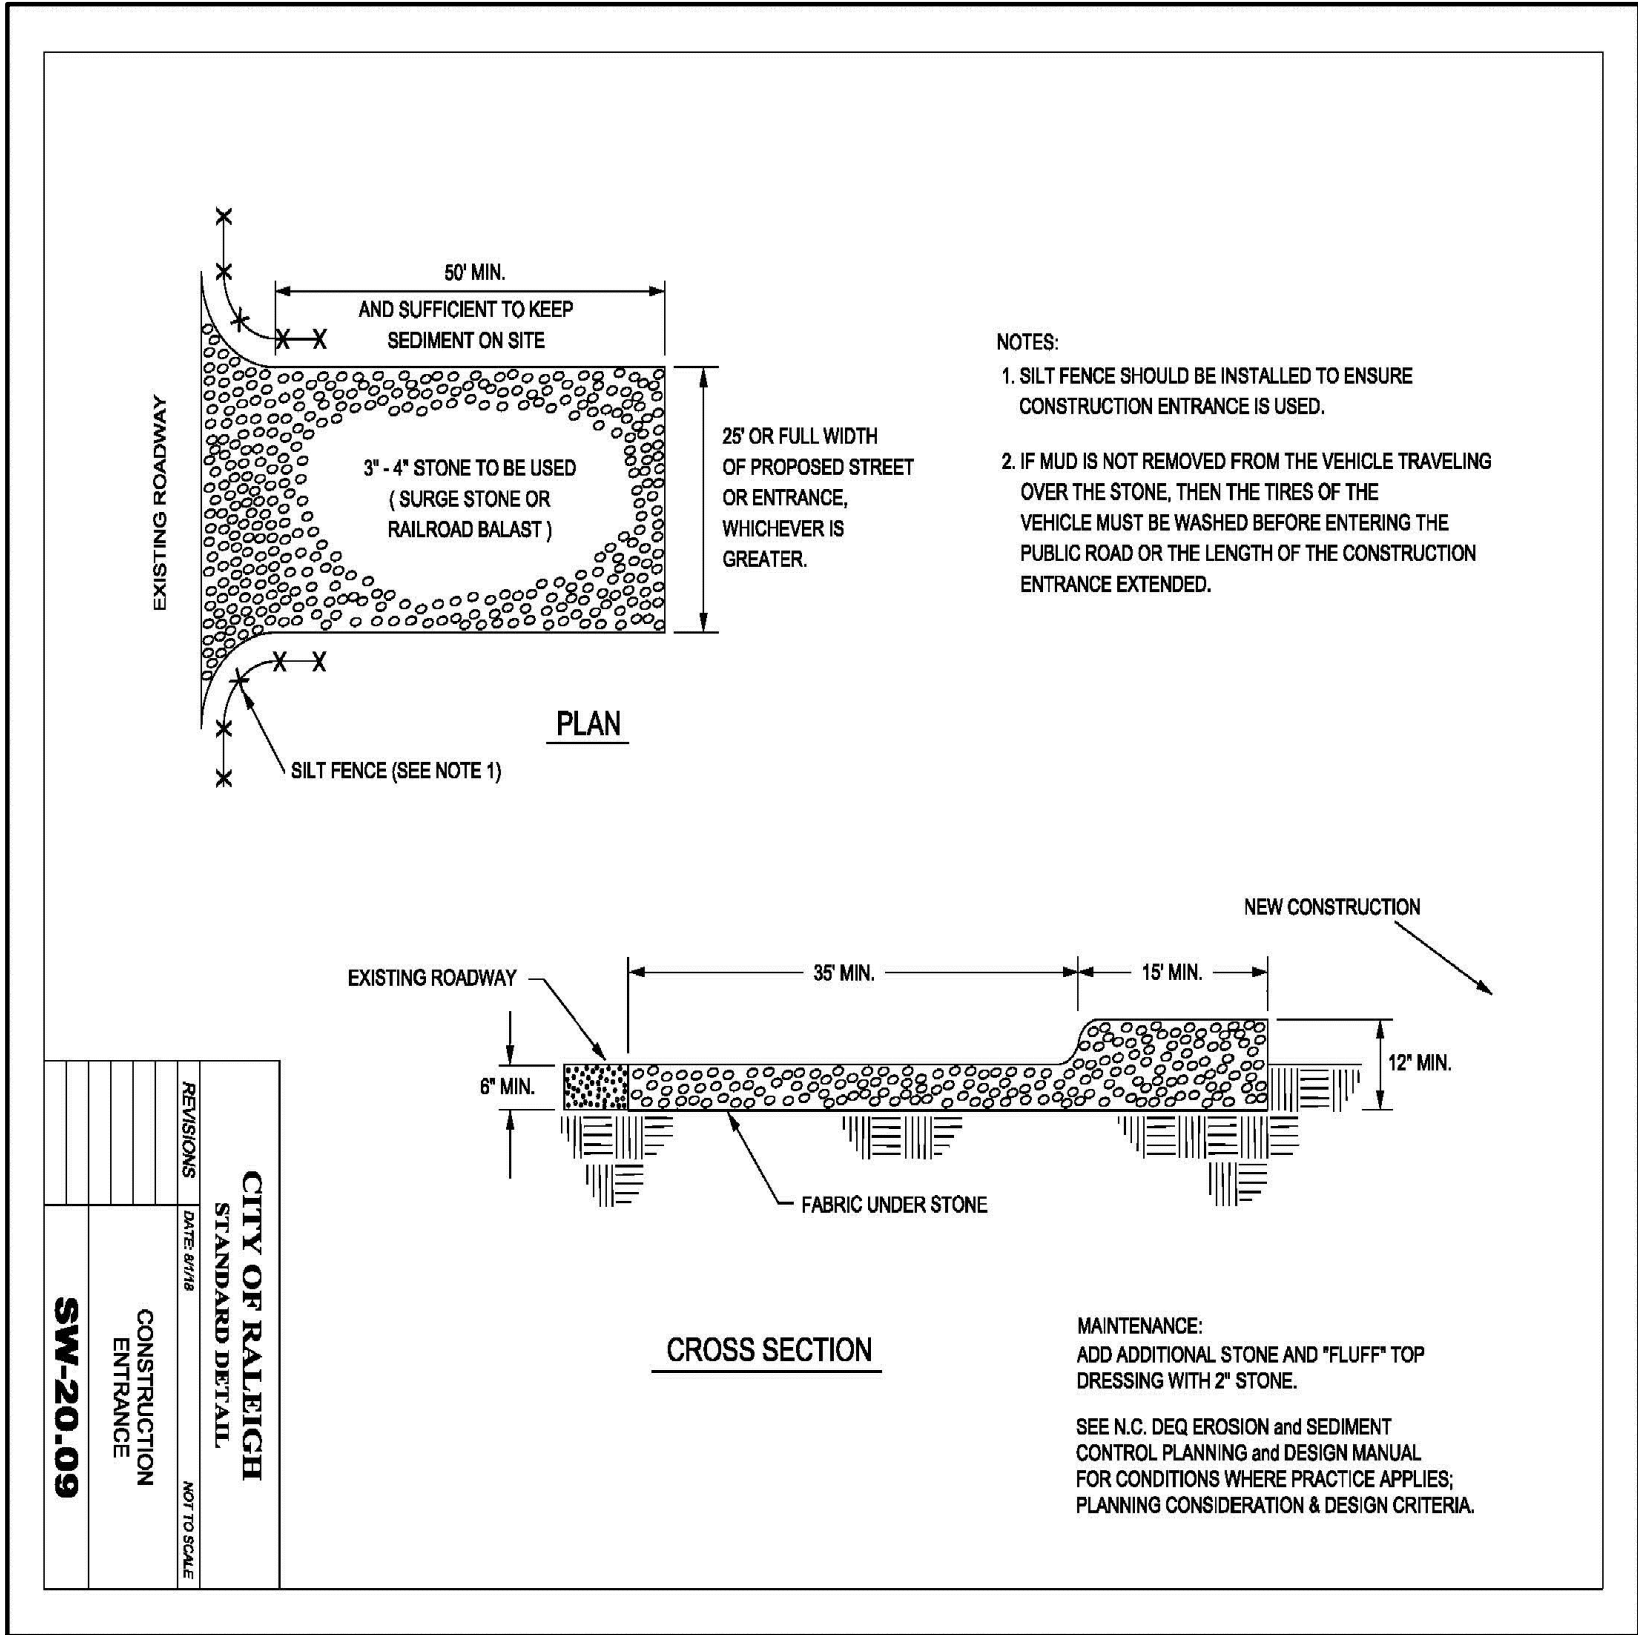 50' MIN.
AND SUFFICIENT TO KEEP
SEDIMENT ON SITE
EXISTING ROADWAY
3" - 4" STONE TO BE USED
( SURGE STONE OR
RAILROAD BALAST )
25' OR FULL WIDTH
OF PROPOSED STREET
OR ENTRANCE,
WHICHEVER IS
GREATER.
PLAN
SILT FENCE (SEE NOTE 1)
NOTES:
1. SILT FENCE SHOULD BE INSTALLED TO ENSURE
CONSTRUCTION ENTRANCE IS USED.
2. IF MUD IS NOT REMOVED FROM THE VEHICLE TRAVELING
OVER THE STONE, THEN THE TIRES OF THE
VEHICLE MUST BE WASHED BEFORE ENTERING THE
PUBLIC ROAD OR THE LENGTH OF THE CONSTRUCTION
ENTRANCE EXTENDED.
NEW CONSTRUCTION
EXISTING ROADWAY
35' MIN.
15' MIN.
6" MIN.
12" MIN.
FABRIC UNDER STONE
CROSS SECTION
MAINTENANCE:
ADD ADDITIONAL STONE AND "FLUFF" TOP
DRESSING WITH 2" STONE.
SEE N.C. DEQ EROSION and SEDIMENT
CONTROL PLANNING and DESIGN MANUAL
FOR CONDITIONS WHERE PRACTICE APPLIES;
PLANNING CONSIDERATION & DESIGN CRITERIA.
CITY OF RALEIGH
STANDARD DETAIL
REVISIONS
DATE: 8/1/18
NOT TO SCALE
CONSTRUCTION
ENTRANCE
SW-20.09